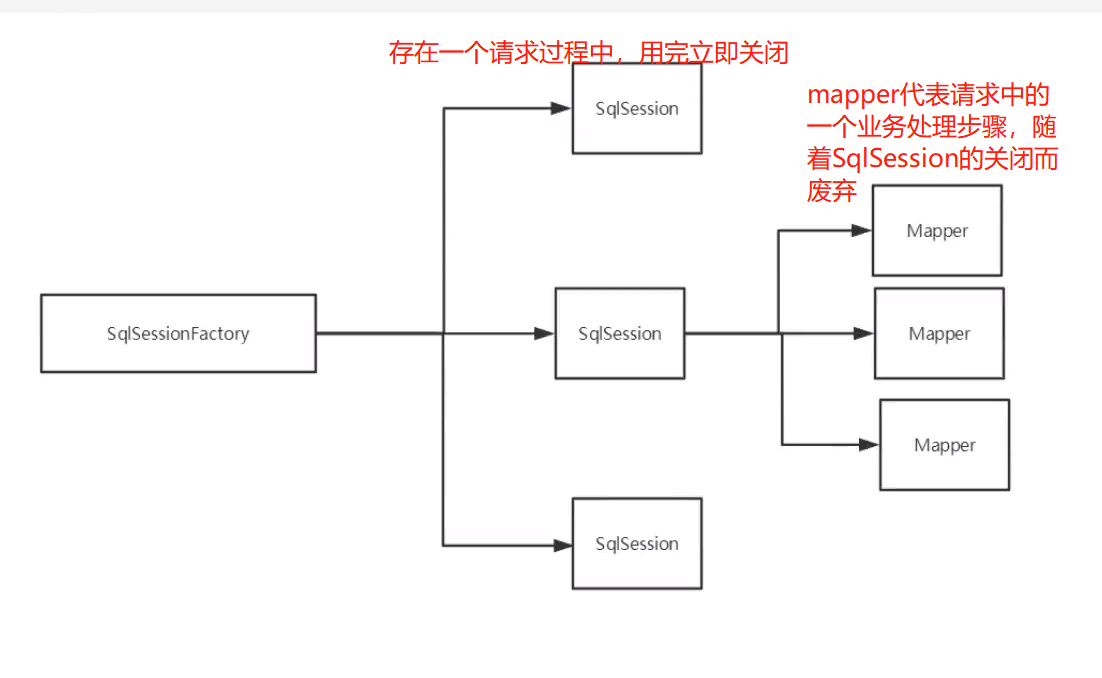 存在一个请求过程中，用完立即关闭
SqlSession
mapper代表请求中的
一个业务处理步骤，随
着SqlSession的关闭而
废弃
Mapper
SqlSessionFactory
SqlSession
Mapper
Mapper
SqlSession